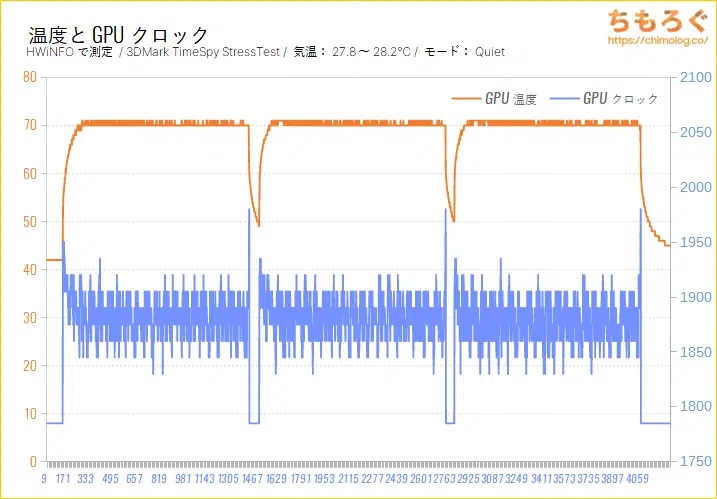 温度と GPU クロック
ちもろぐ
https://chimolog.co/
HWiNFO で測定 / 3DMark TimeSpy StressTest / 気温： 27.8 ～ 28.2℃ / モード： Quiet
GPU 温度 GPU クロック
80 2100
70 2050
60 2000
50 1950
40 1900
30 1850
20 1800
10 1750
0
9 171 333 495 657 819 981 1143 1305 1467 1629 1791 1953 2115 2277 2439 2601 2763 2925 3087 3249 3411 3573 3735 3897 4059